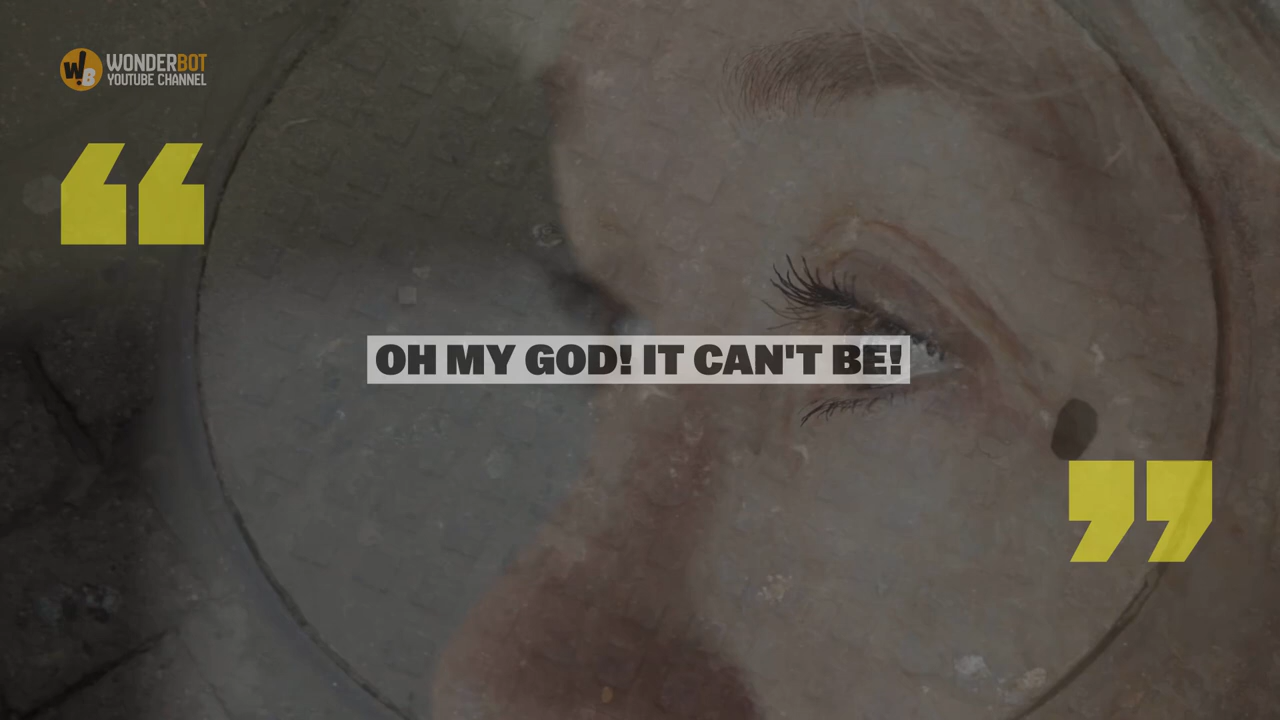 WONDERBOT
YOUTUBE CHANNEL
“
OH MY GOD! IT CAN'T BE!
”